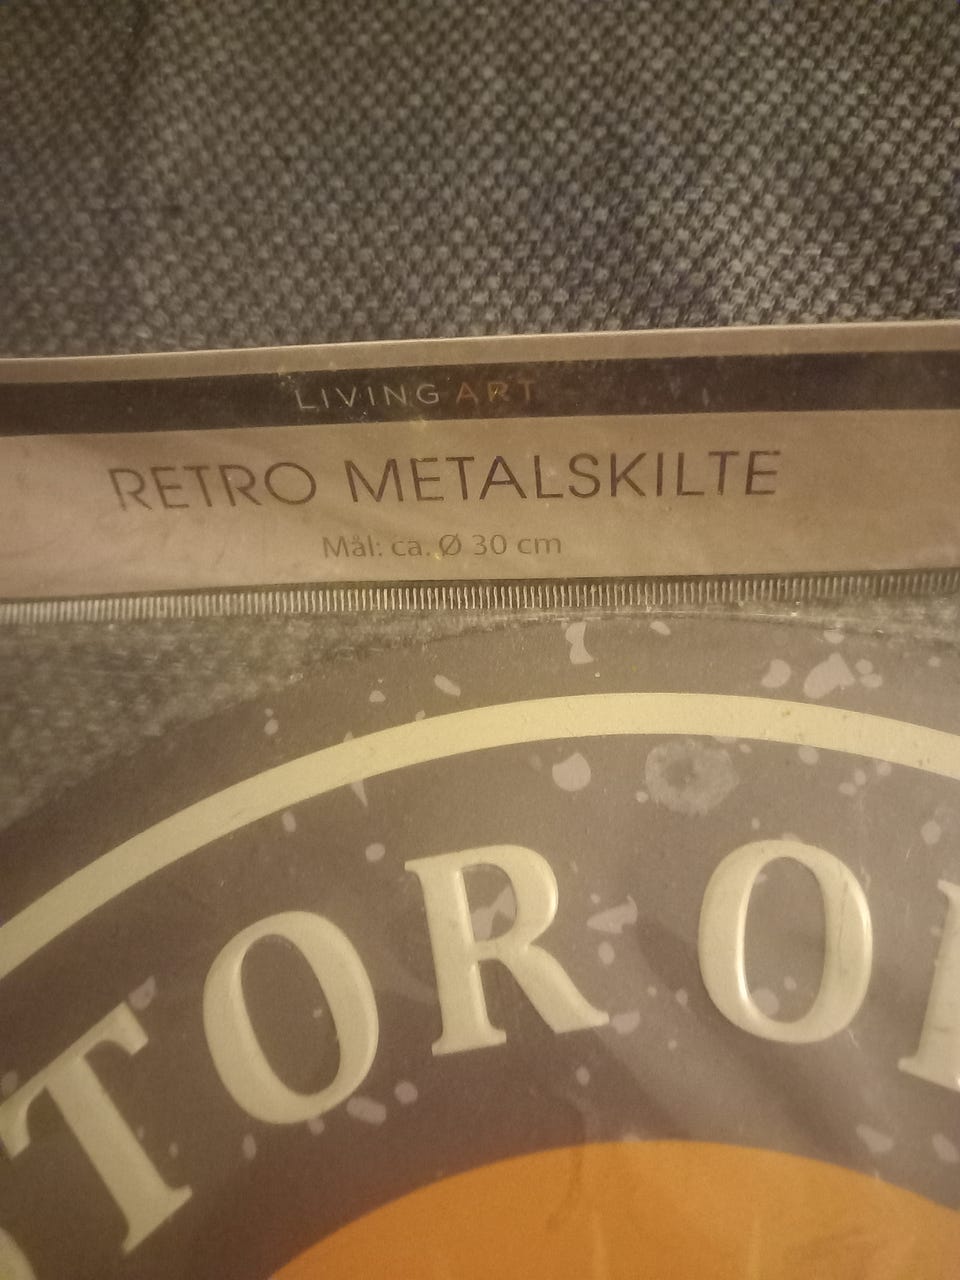 LIVING ART
RETRO METALSKILTE
Mål: ca. Ø 30 cm
TOR O